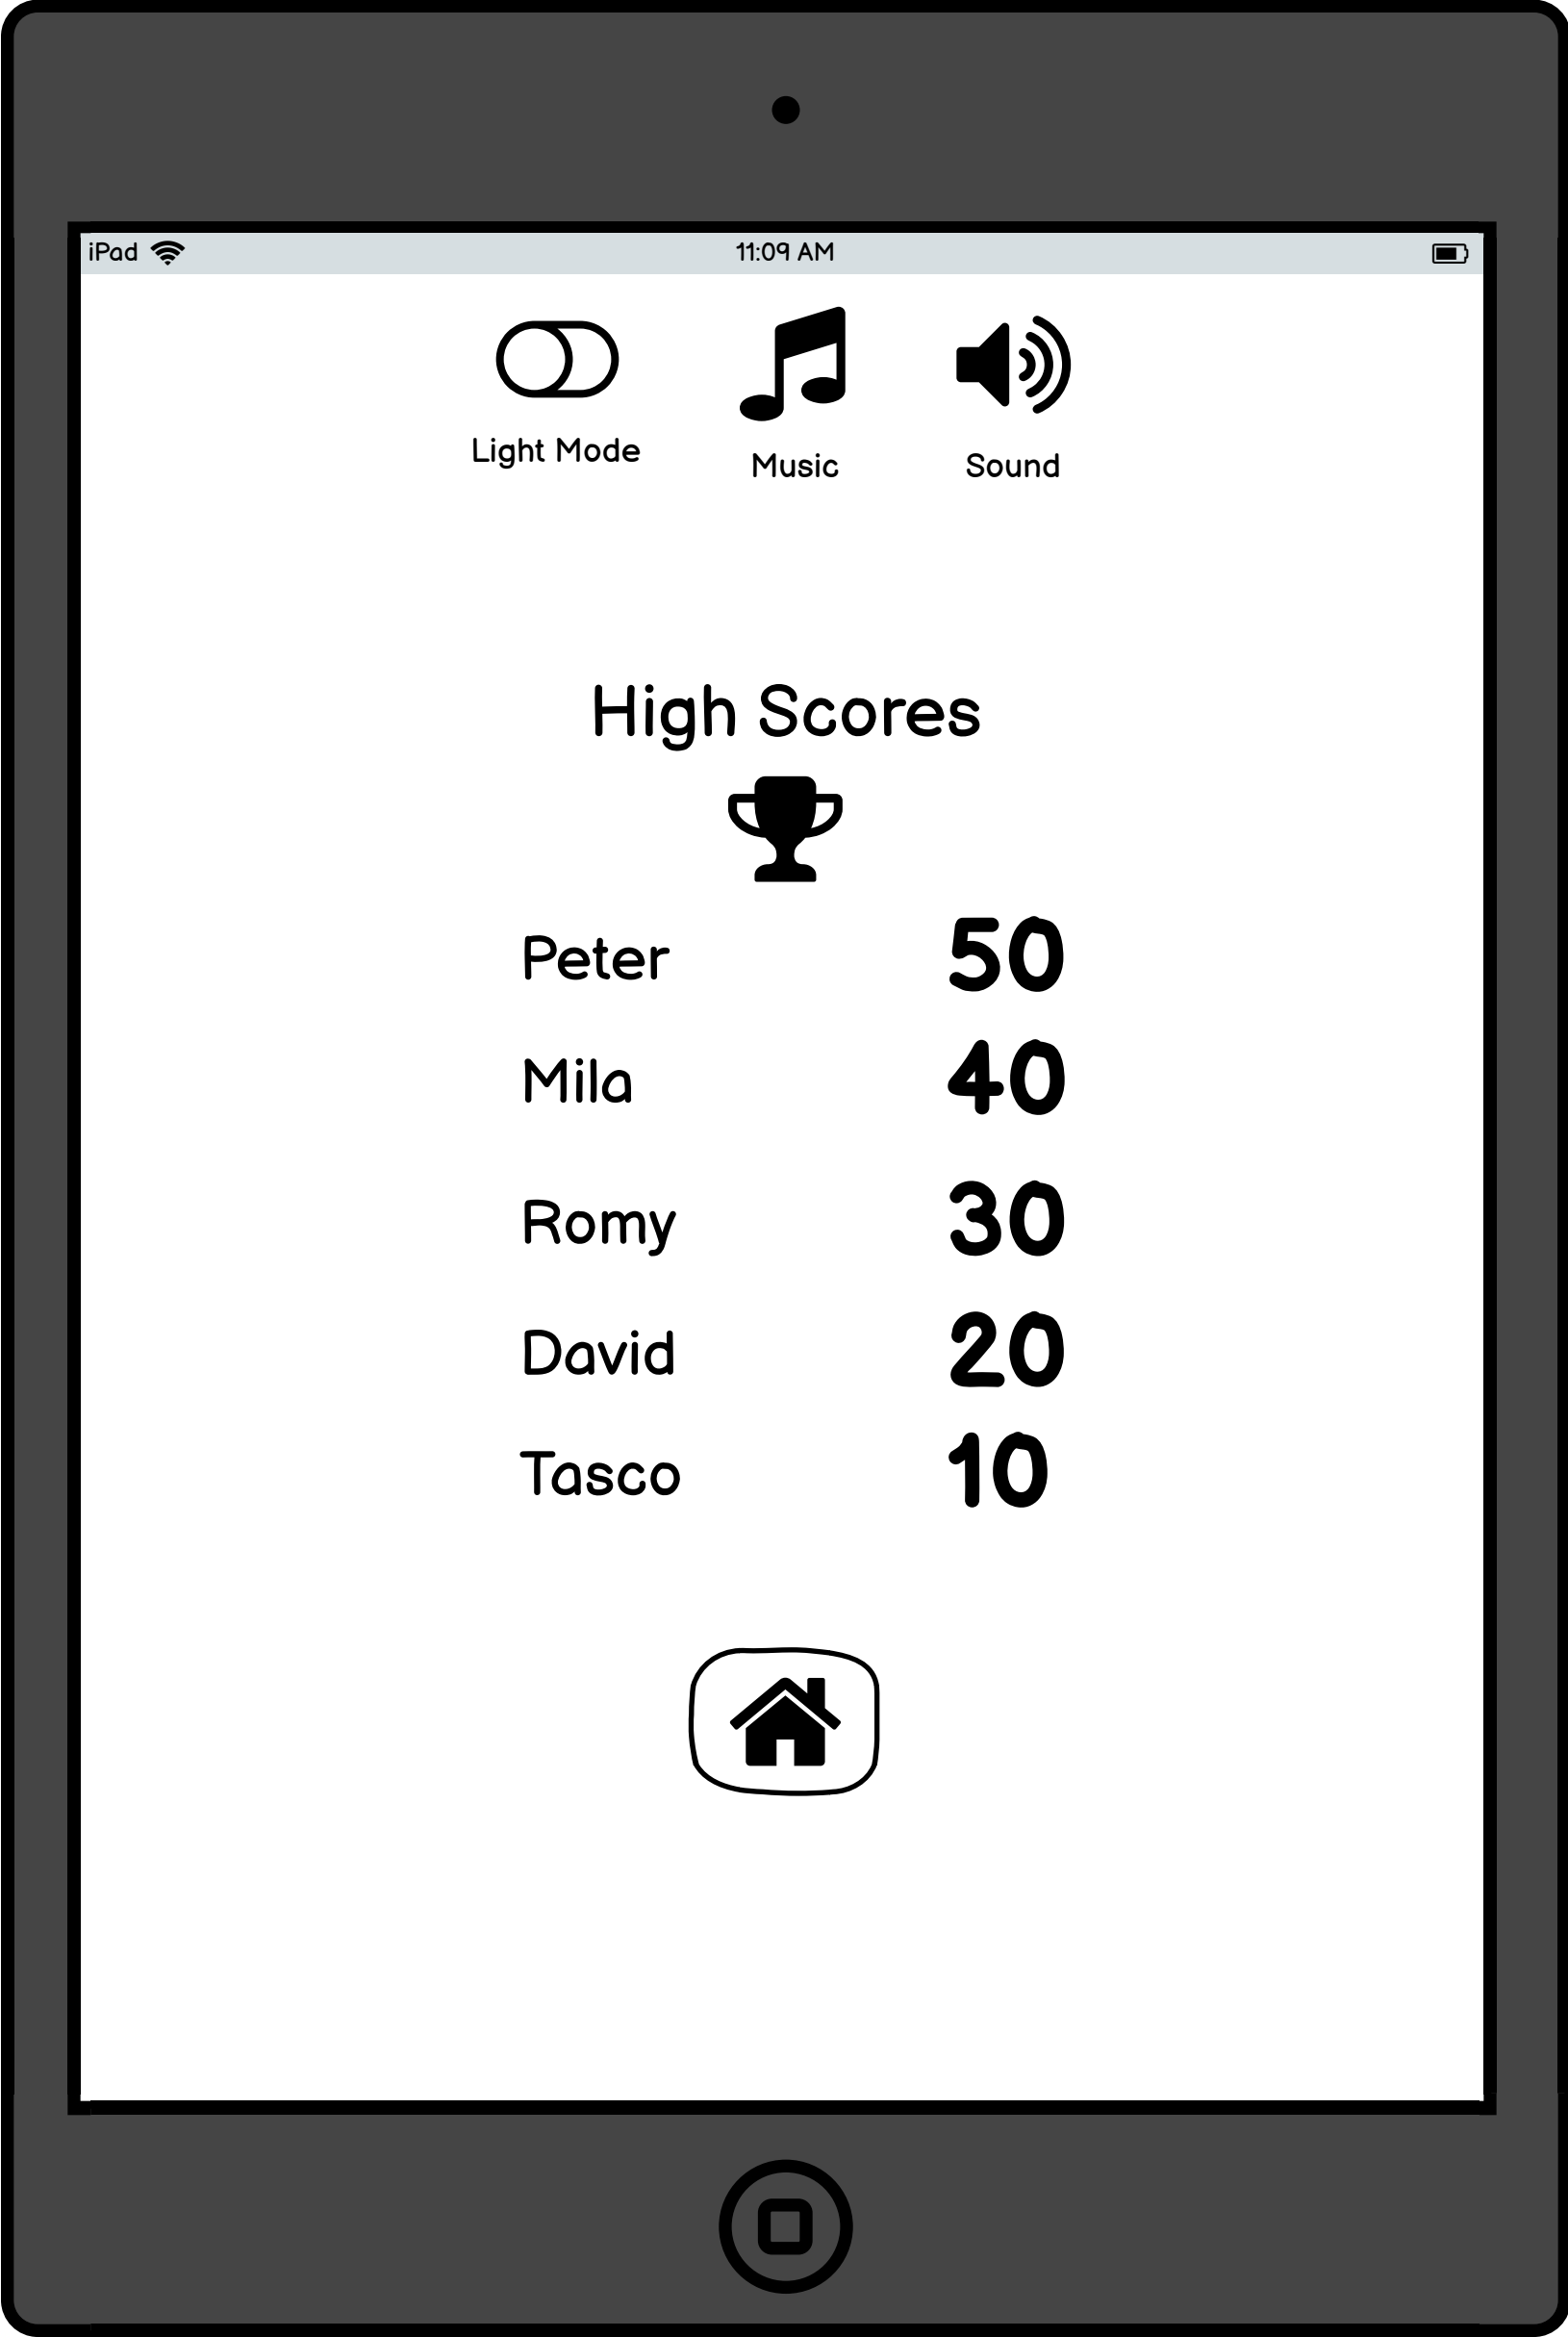 iPad 11:09 AM
Light Mode
Music Sound
High Scores
Peter 50
Mila 40
Romy 30
David 20
Tasco 10